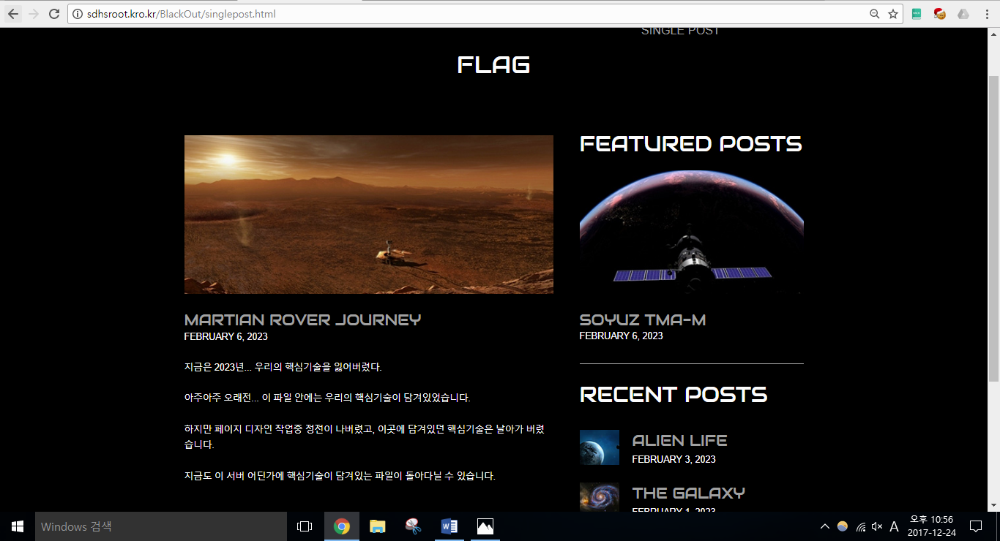 sdhsroot.kro.kr/BlackOut/singlepost.html
SINGLE POST
FLAG
MARTIAN ROVER JOURNEY
FEBRUARY 6, 2023
지금은 2023년... 우리의 핵심기술을 잃어버렸다.
아주아주 오래전... 이 파일 안에는 우리의 핵심기술이 담겨있었습니다.
하지만 페이지 디자인 작업중 정전이 나버렸고, 이곳에 담겨있던 핵심기술은 날아가 버렸
습니다.
지금도 이 서버 어딘가에 핵심기술이 담겨있는 파일이 돌아다닐 수 있습니다.
FEATURED POSTS
SOYUZ TMA-M
FEBRUARY 6, 2023
RECENT POSTS
ALIEN LIFE
FEBRUARY 3, 2023
THE GALAXY
FEBRUARY 1, 2023
Windows 검색
A
오후 10:56
2017-12-24